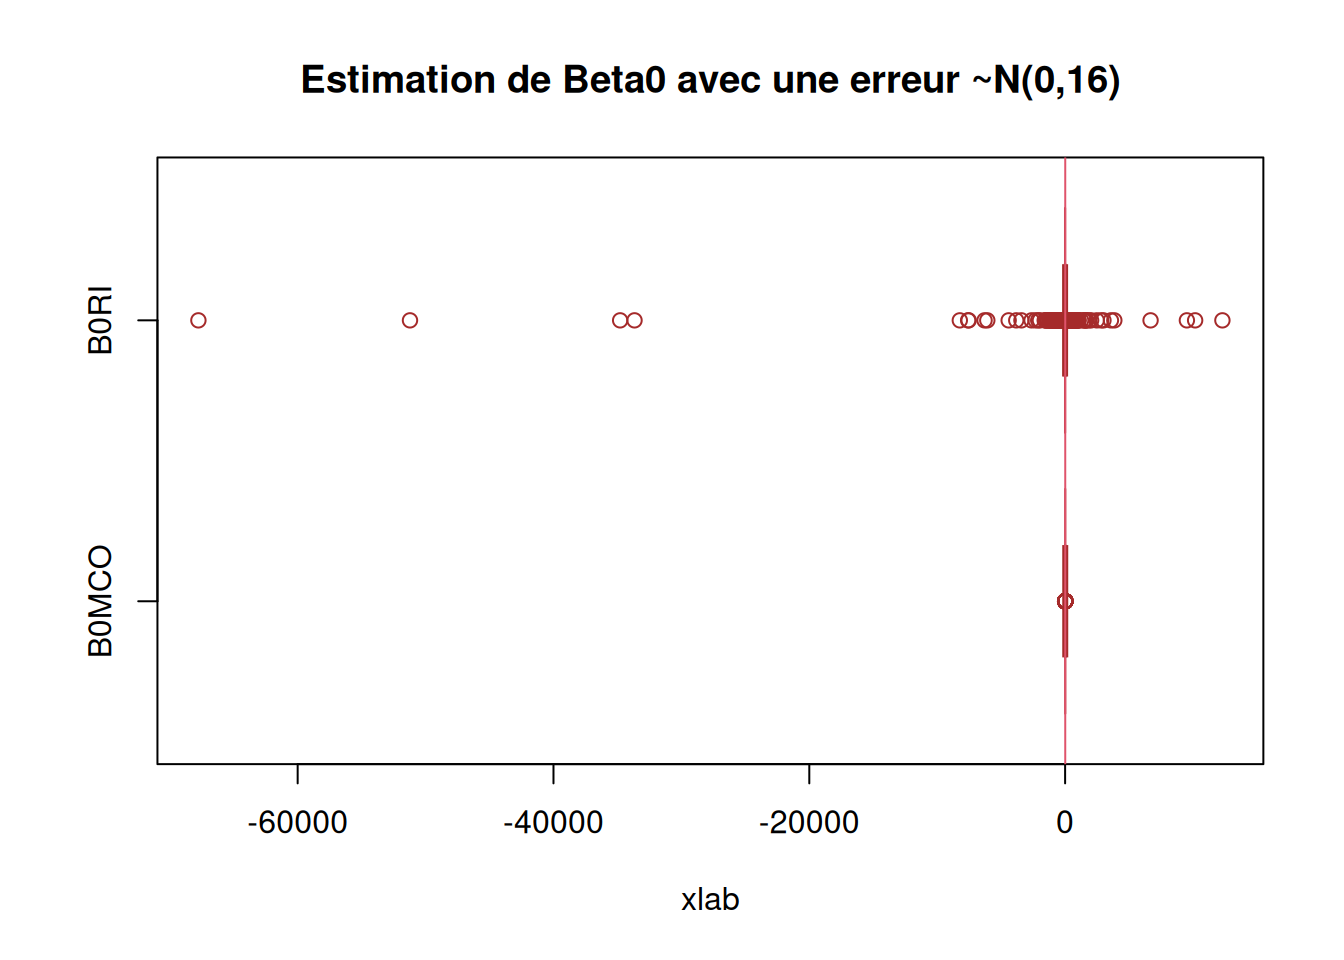 Estimation de Beta0 avec une erreur ~N(0,16)
B0RI
B0MCO
-60000
-40000
-20000
0
xlab